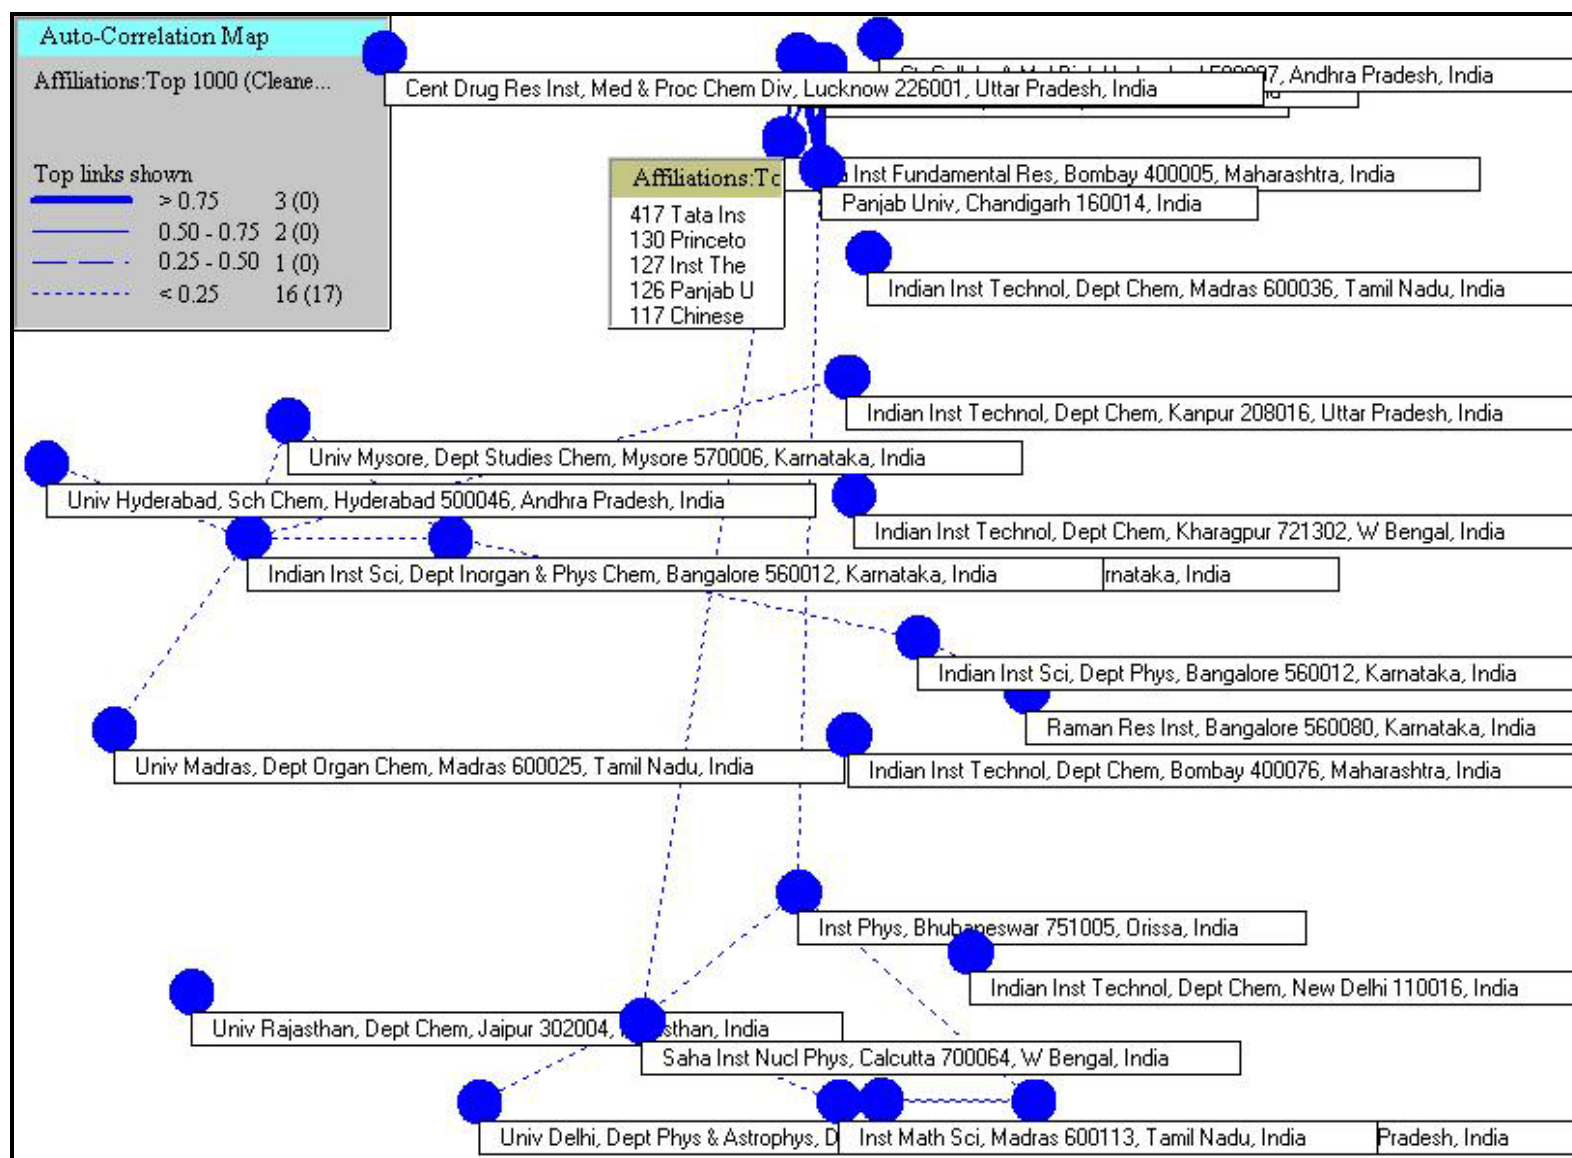 Auto-Correlation Map
Affiliations:Top 1000 (Cleane...
Top links shown
> 0.75 3 (0)
0.50 - 0.75 2 (0)
0.25 - 0.50 1 (0)
< 0.25 16 (17)
Andhra Pradesh, India
Cent Drug Res Inst, Med & Proc Chem Div, Lucknow 226001, Uttar Pradesh, India
Inst Fundamental Res, Bombay 400005, Maharashtra, India
Panjab Univ, Chandigarh 160014, India
Affiliations:Tc
417 Tata Ins
130 Princeto
127 Inst The
126 Panjab U
117 Chinese
Indian Inst Technol, Dept Chem, Madras 600036, Tamil Nadu, India
Indian Inst Technol, Dept Chem, Kanpur 208016, Uttar Pradesh, India
Univ Mysore, Dept Studies Chem, Mysore 570006, Karnataka, India
Univ Hyderabad, Sch Chem, Hyderabad 500046, Andhra Pradesh, India
Indian Inst Technol, Dept Chem, Kharagpur 721302, W Bengal, India
Indian Inst Sci, Dept Inorgan & Phys Chem, Bangalore 560012, Karnataka, India
rnataka, India
Indian Inst Sci, Dept Phys, Bangalore 560012, Karnataka, India
Raman Res Inst, Bangalore 560080, Karnataka, India
Univ Madras, Dept Organ Chem, Madras 600025, Tamil Nadu, India
Indian Inst Technol, Dept Chem, Bombay 400076, Maharashtra, India
Inst Phys, Bhubaneswar 751005, Orissa, India
Indian Inst Technol, Dept Chem, New Delhi 110016, India
Univ Rajasthan, Dept Chem, Jaipur 302004, sthan, India
Saha Inst Nucl Phys, Calcutta 700064, W Bengal, India
Univ Delhi, Dept Phys & Astrophys, D
Inst Math Sci, Madras 600113, Tamil Nadu, India
Pradesh, India